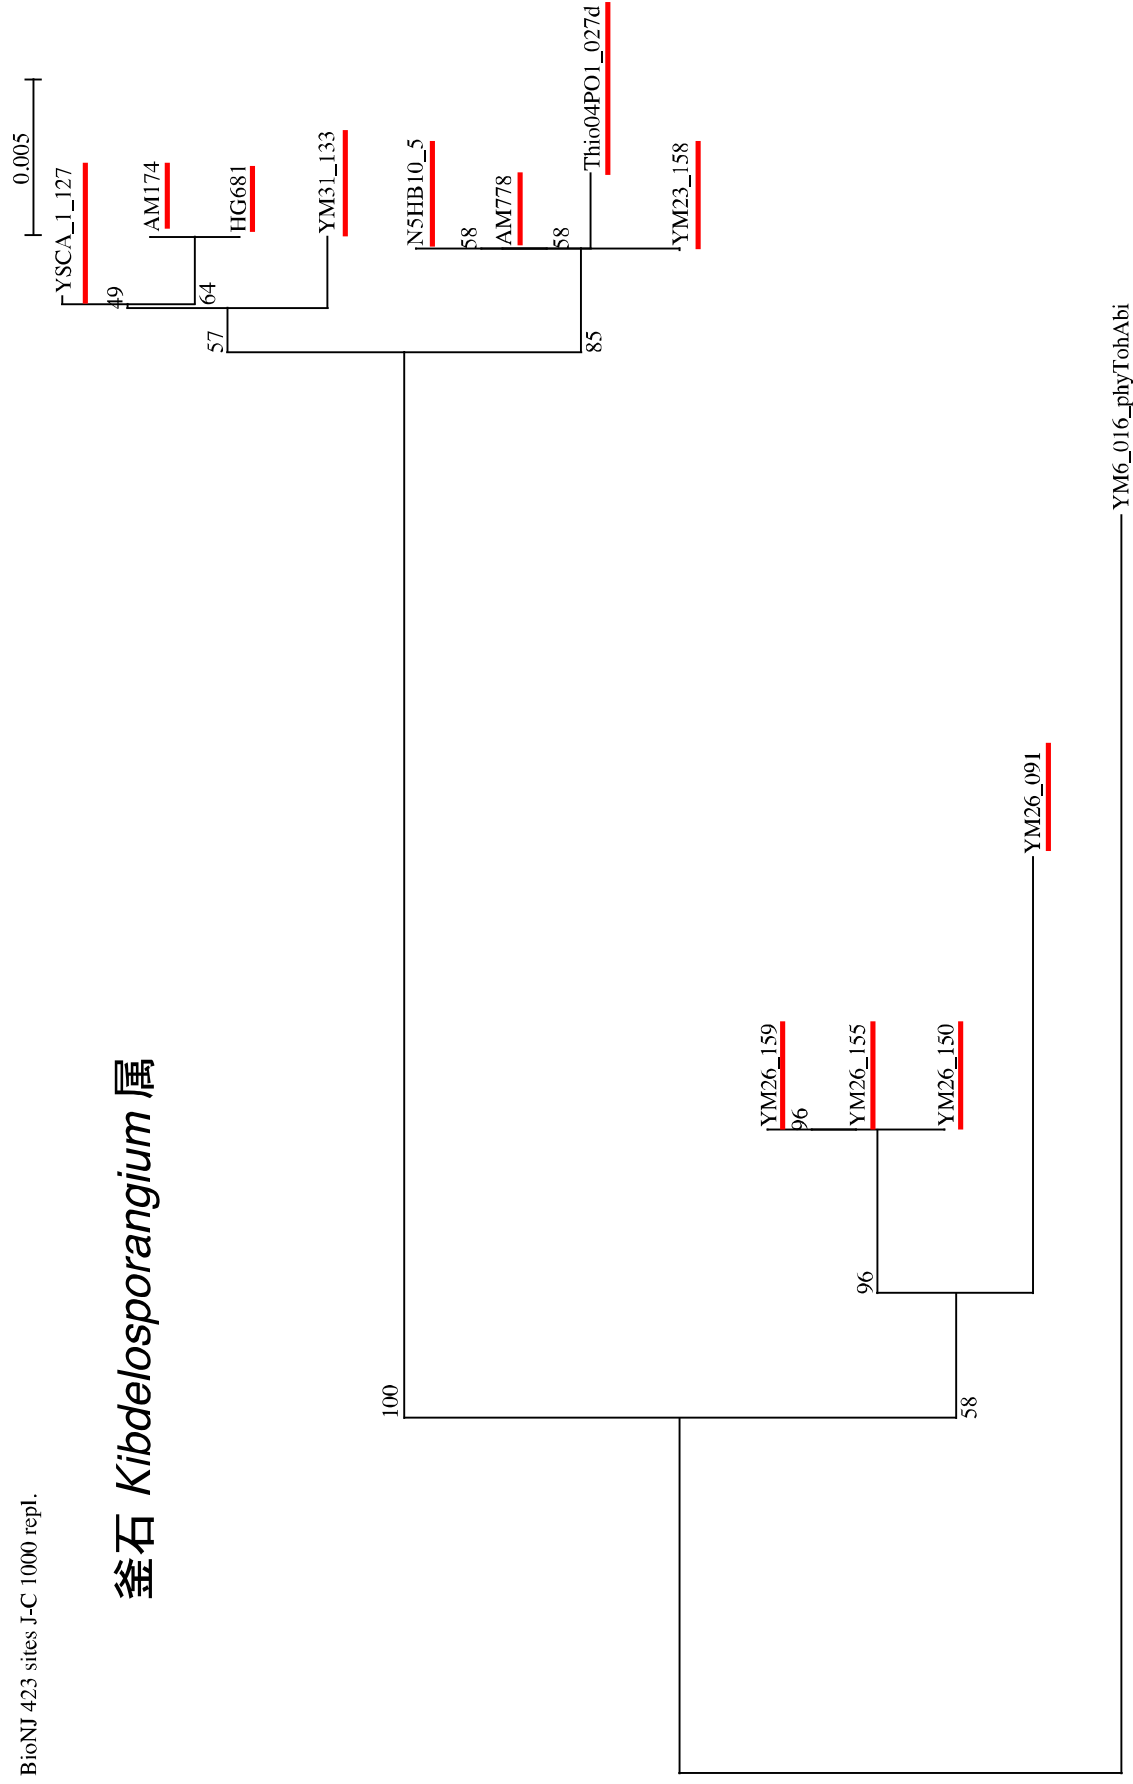 BioNJ 423 sites J-C 1000 repl.
釜石 Kibdelosporangium 属
0.005
YSCA_1_127
49
AM174
64
HG681
57
YM31_133
N5HB10_5
58
AM778
58
Thio04PO1_027d
85
YM23_158
100
YM26_159
96
YM26_155
96
YM26_150
58
YM26_091
YM6_016_phyTohAbi